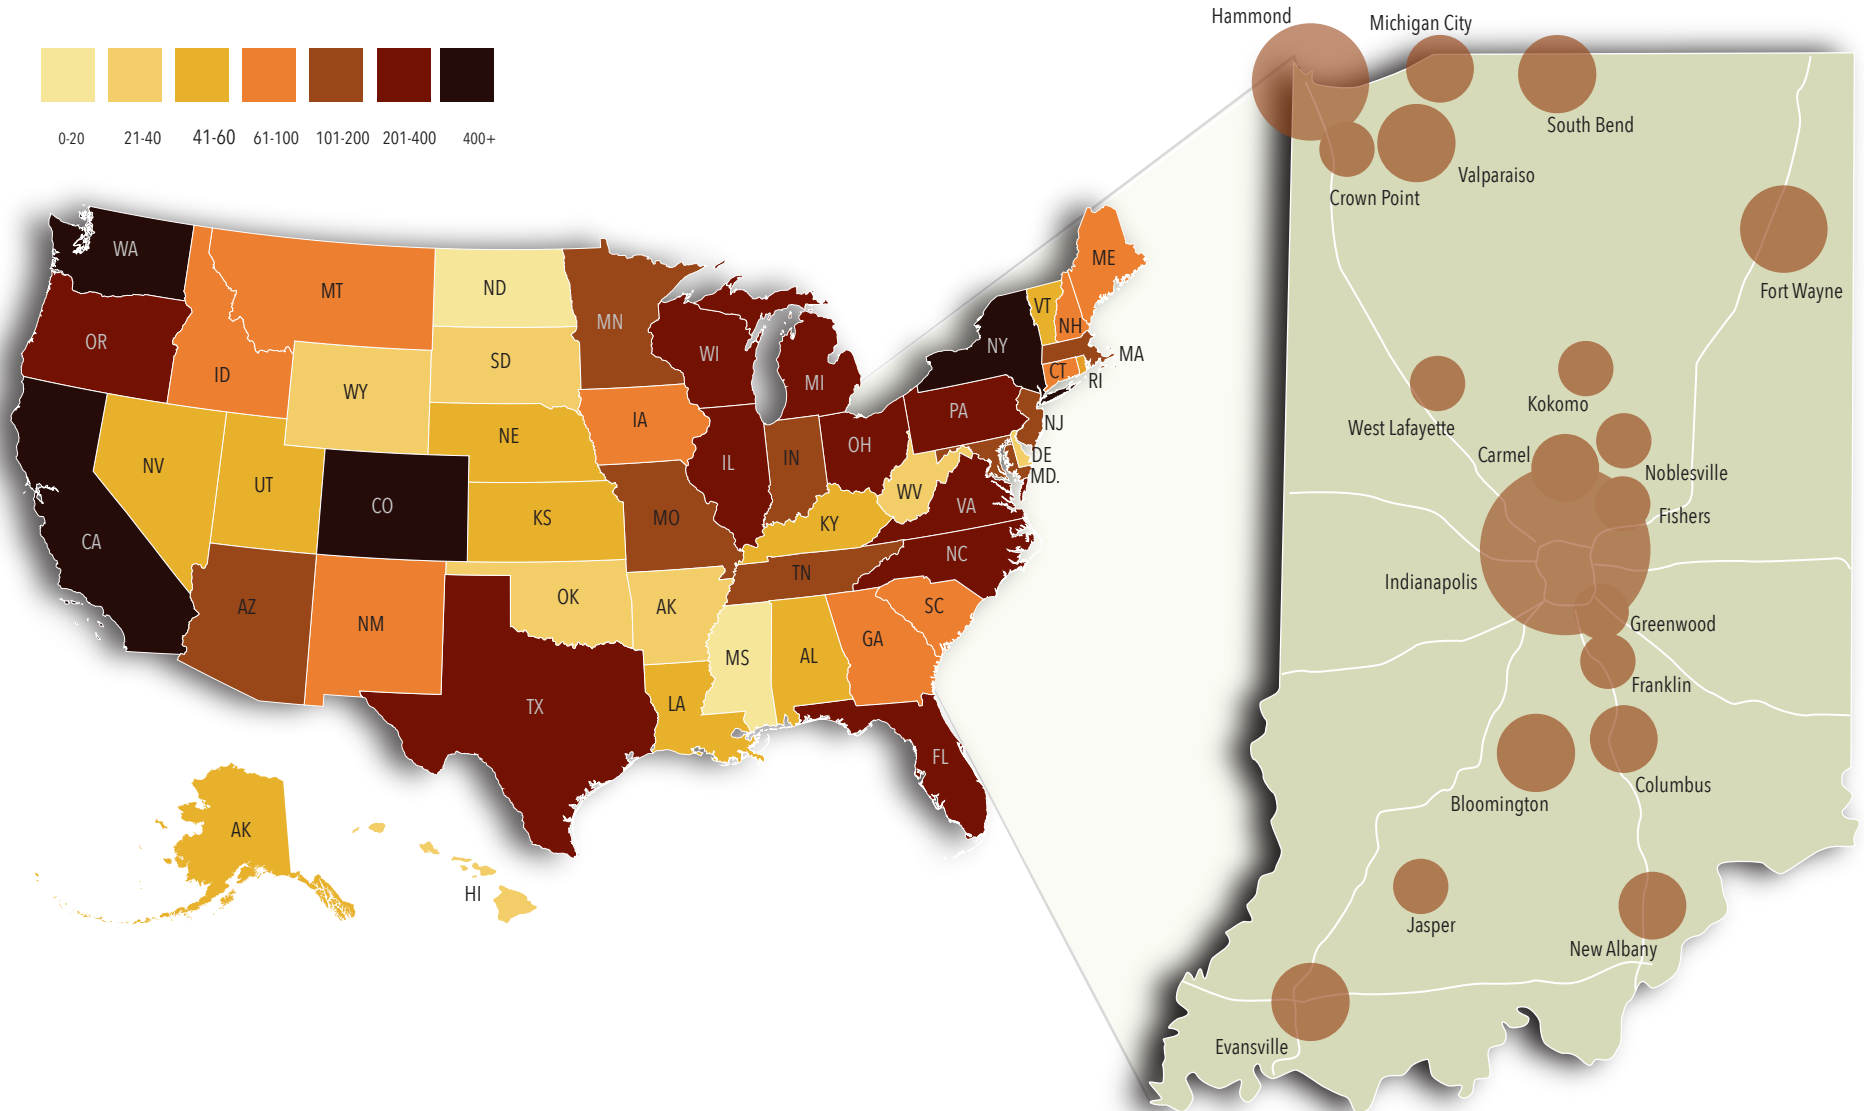 0-20 21-40 41-60 61-100 101-200 201-400 400+
WA
OR
CA
NV
ID
MT
WY
UT
CO
AZ
NM
ND
SD
NE
KS
OK
TX
MN
IA
MO
AK
LA
WI
IL
MI
IN
OH
KY
TN
MS
AL
GA
FL
SC
NC
VA
WV
PA
NY
VT
NH
ME
MA
CT
RI
NJ
DE
MD.
AK
HI
Hammond
Michigan City
South Bend
Crown Point
Valparaiso
Fort Wayne
West Lafayette
Kokomo
Carmel
Noblesville
Fishers
Indianapolis
Greenwood
Franklin
Columbus
Bloomington
Jasper
New Albany
Evansville